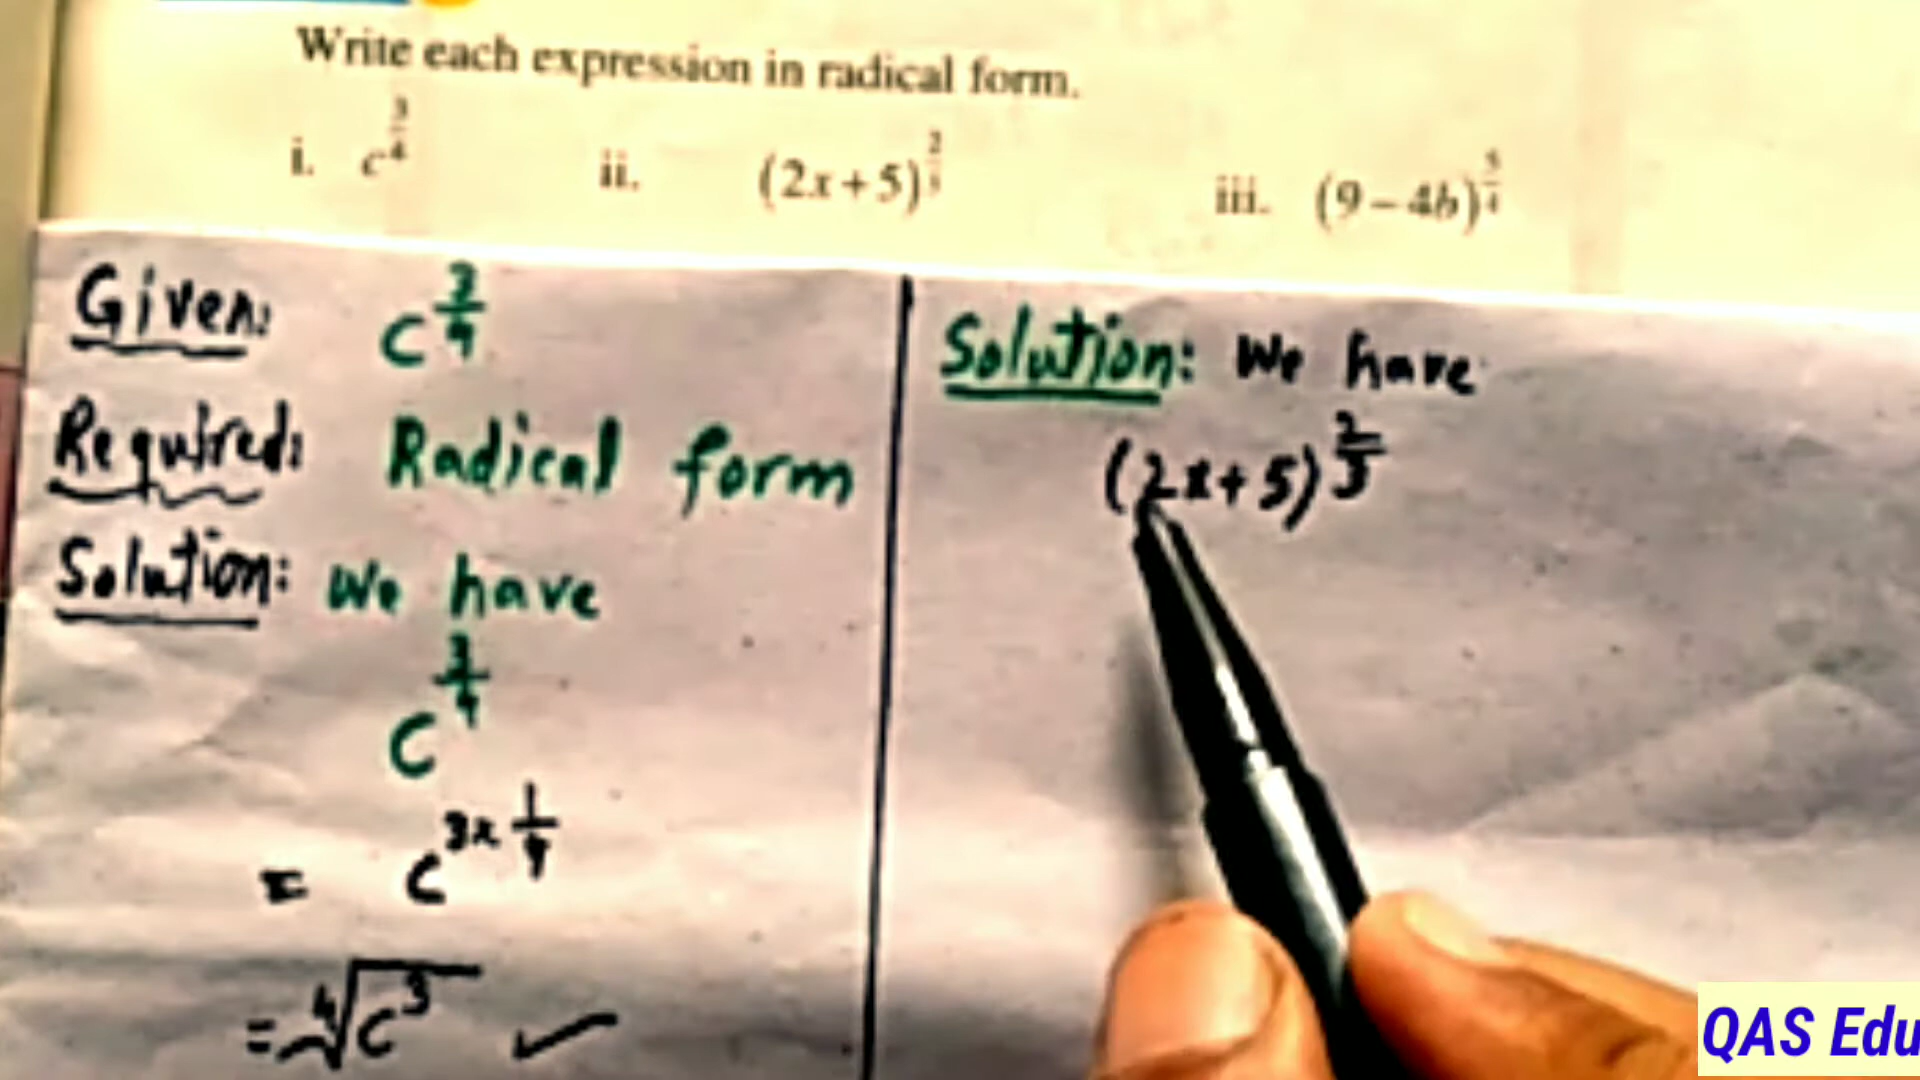 Write each expression in radical form.
i. c^(3/4) ii. (2x+5)^(2/3) iii. (9-4b)^(5/4)
Given: c^(3/4)
Required: Radical form
Solution: We have
c^(3/4)
= c^(3x 1/4)
= ∜c^3 ✓
Solution: We have
(2x+5)^(2/3)
QAS Edu